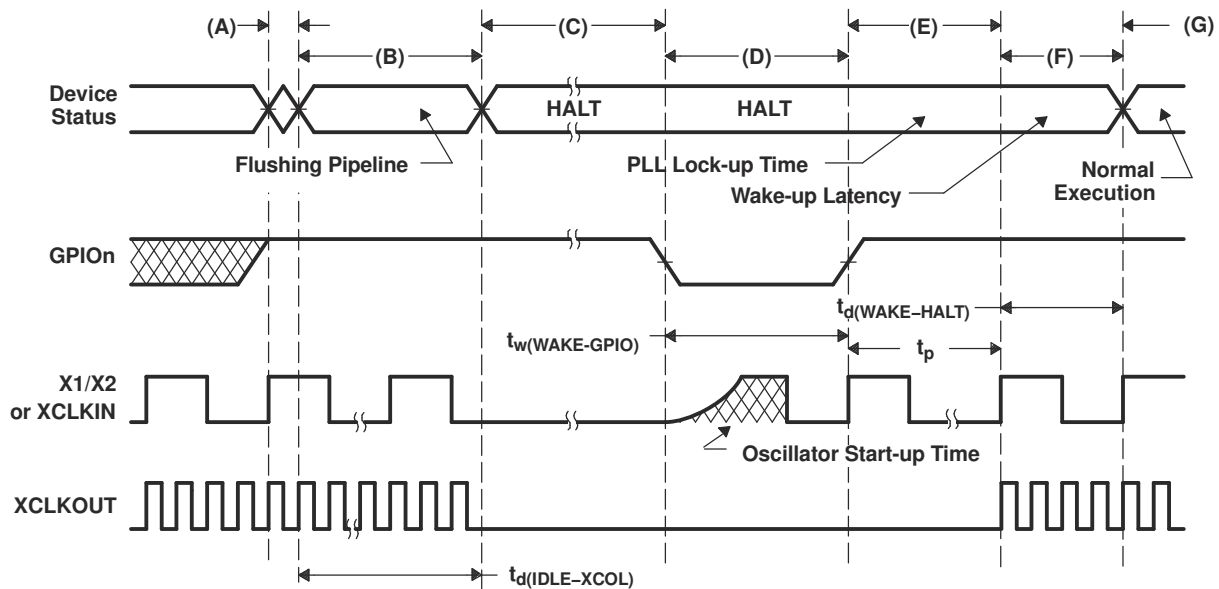 (A)
(C)
(E)
(G)
(B)
(D)
(F)
Device
Status
HALT
HALT
Flushing Pipeline
PLL Lock-up Time
Wake-up Latency
Normal
Execution
GPIOn
td(WAKE−HALT)
tw(WAKE-GPIO)
tp
X1/X2
or XCLKIN
Oscillator Start-up Time
XCLKOUT
td(IDLE−XCOL)